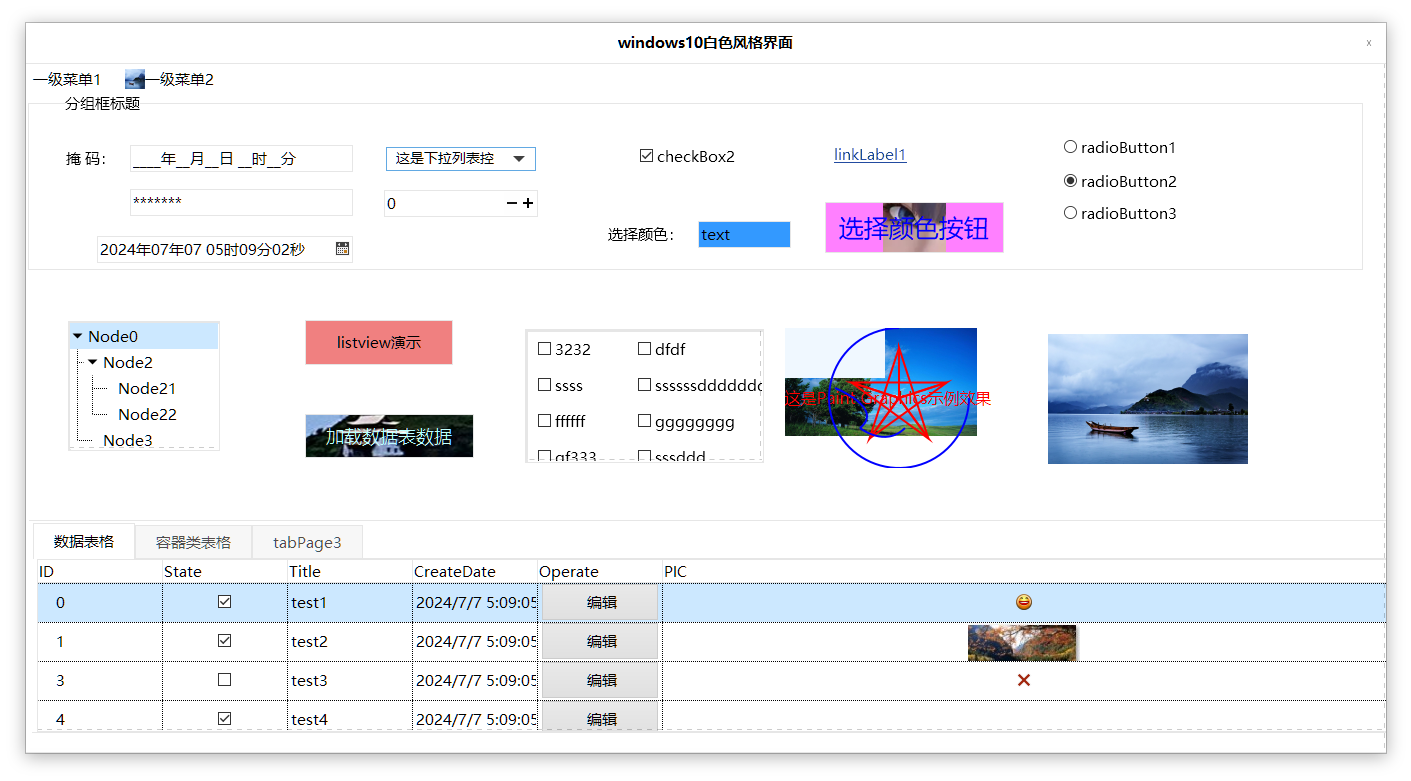 windows10白色风格界面
x
一级菜单1 一级菜单2
分组框标题
掩 码： ____年__月__日 __时__分
这是下拉列表控
checkBox2
linkLabel1
radioButton1
radioButton2
radioButton3
*******
0
2024年07年07 05时09分02秒
选择颜色： text
选择颜色按钮
Node0
Node2
Node21
Node22
Node3
listview演示
加载数据表数据
3232 dfdf
ssss ssssssddddddd
ffffff gggggggg
gf333 sssddd
这是Paint Graphics示例效果
数据表格 容器类表格 tabPage3
ID State Title CreateDate Operate PIC
0 test1 2024/7/7 5:09:05 编辑
1 test2 2024/7/7 5:09:05 编辑
3 test3 2024/7/7 5:09:05 编辑
4 test4 2024/7/7 5:09:05 编辑